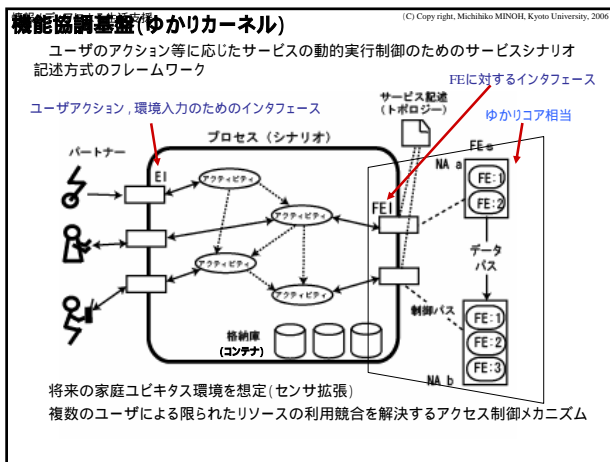 (C) Copy right, Michihiko MINOH, Kyoto University, 2006
機能協調基盤(ゆかりカーネル)
ユーザのアクション等に応じたサービスの動的実行制御のためのサービスシナリオ
記述方式のフレームワーク
FEに対するインタフェース
サービス記述
(トポロジー)
ユーザアクション,環境入力のためのインタフェース
ゆかりコア相当
プロセス (シナリオ)
パートナー
EI
アクティビティ
アクティビティ
アクティビティ
アクティビティ
FEI
FEs
NA a
FE:1
FE:2
データ
パス
制御パス
FE:1
FE:2
FE:3
NA b
格納庫
(コンテナ)
将来の家庭ユビキタス環境を想定(センサ拡張)
複数のユーザによる限られたリソースの利用競合を解決するアクセス制御メカニズム